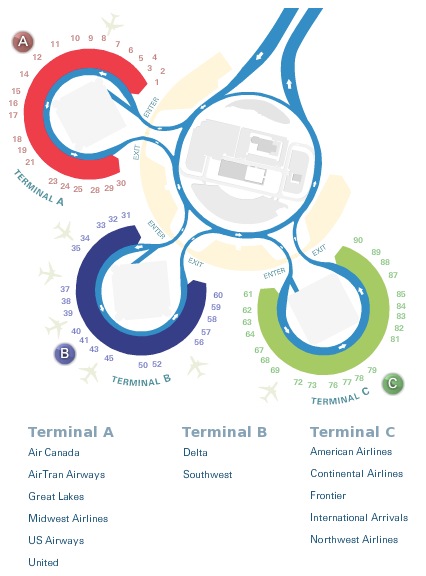 A
12
11
10
9
8
7
6
5
4
3
2
1
14
15
16
17
18
19
21
23
24
25
28
29
30
ENTER
EXIT
TERMINAL A
31
32
33
34
35
37
38
39
40
41
43
45
50
52
56
57
58
59
60
ENTER
EXIT
B
TERMINAL B
61
62
63
64
67
68
69
72
73
76
77
78
79
81
82
83
84
85
87
88
89
90
ENTER
EXIT
C
TERMINAL C
Terminal A
Air Canada
AirTran Airways
Great Lakes
Midwest Airlines
US Airways
United
Terminal B
Delta
Southwest
Terminal C
American Airlines
Continental Airlines
Frontier
International Arrivals
Northwest Airlines